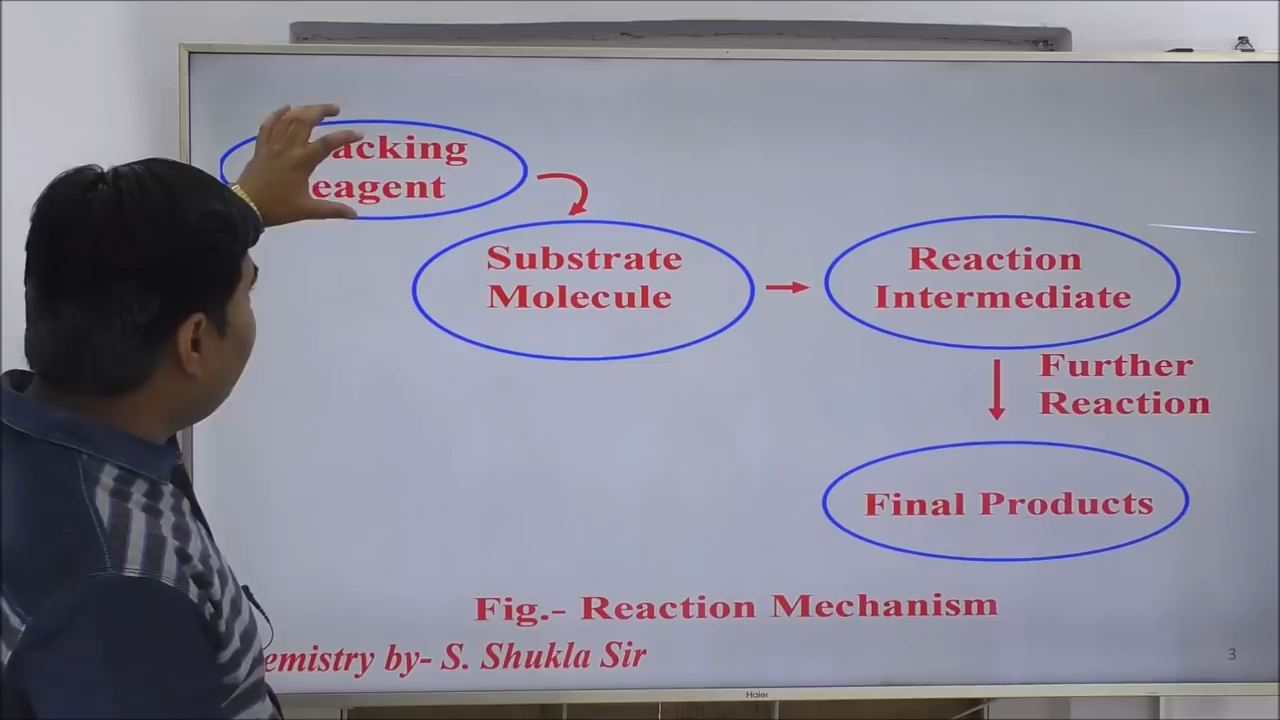 acking
eagent
Substrate
Molecule
Reaction
Intermediate
Further
Reaction
Final Products
Fig.- Reaction Mechanism
emistry by- S. Shukla Sir
3
Haier